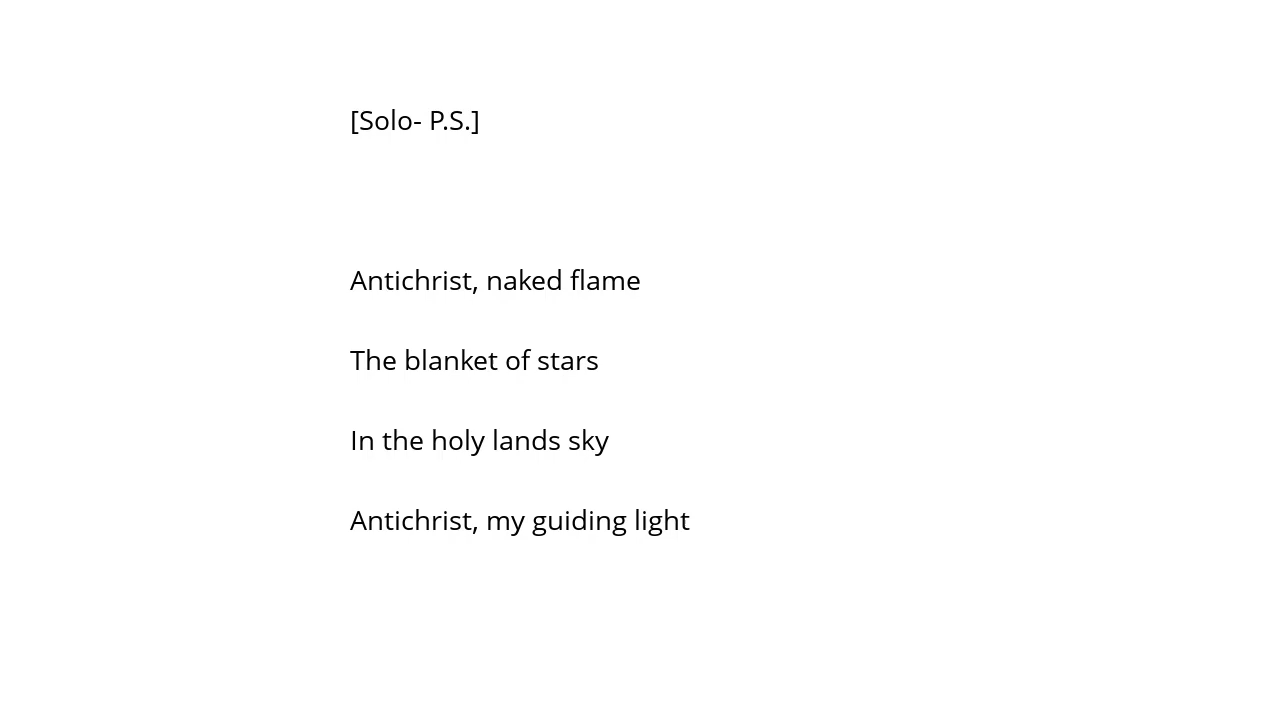 [Solo- P.S.]
Antichrist, naked flame
The blanket of stars
In the holy lands sky
Antichrist, my guiding light